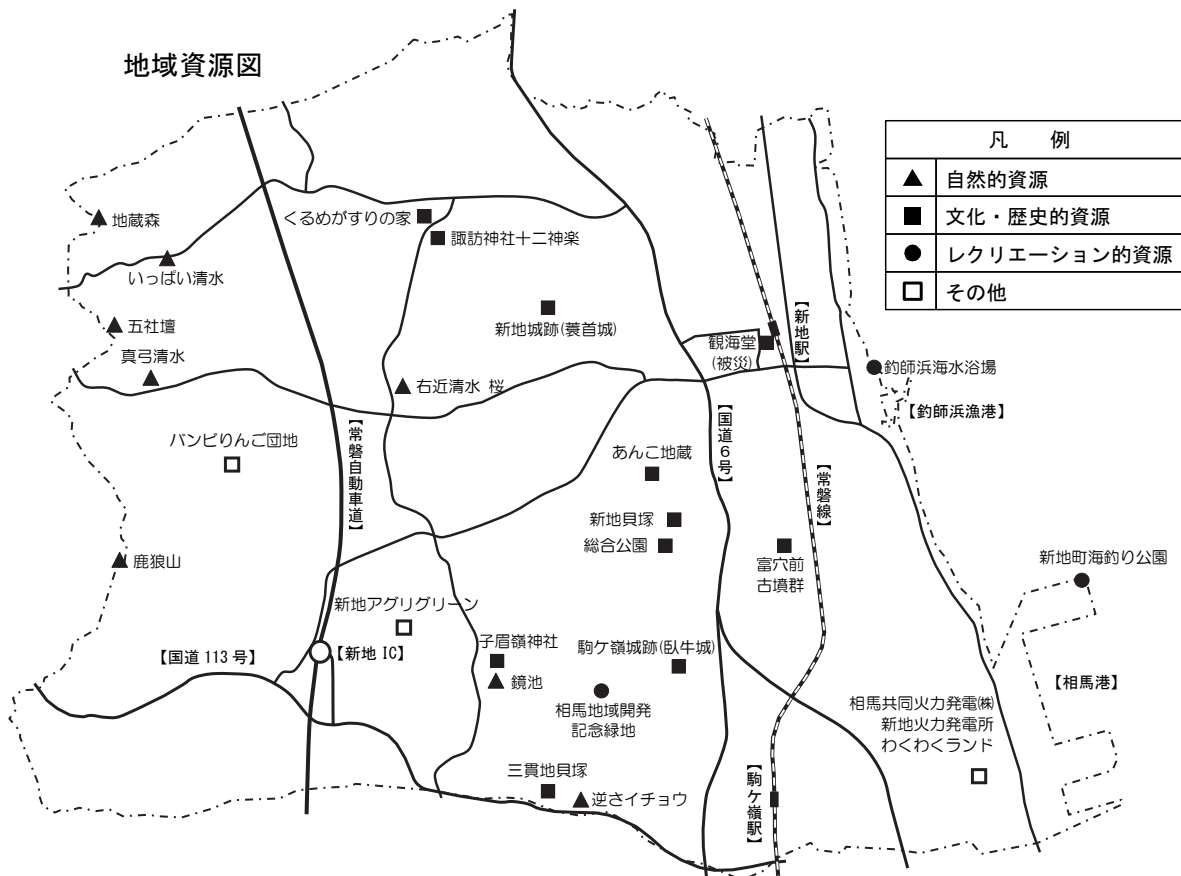 地域資源図
凡　例
自然的資源
文化・歴史的資源
レクリエーション的資源
その他
地蔵森
くるめがすりの家
諏訪神社十二神楽
いっぱい清水
五社壇
新地城跡(蓑首城)
【新地駅】
観海堂
(被災)
真弓清水
釣師浜海水浴場
右近清水 桜
【釣師浜漁港】
【国道６号】
【常磐自動車道】
バンビりんご団地
あんこ地蔵
【常磐線】
新地貝塚
総合公園
富穴前
古墳群
鹿狼山
新地町海釣り公園
新地アグリグリーン
子眉嶺神社
駒ケ嶺城跡(臥牛城)
【国道 113 号】
【新地 IC】
鏡池
【相馬港】
相馬地域開発
記念緑地
相馬共同火力発電㈱
新地火力発電所
わくわくランド
三貫地貝塚
逆さイチョウ
【駒ケ嶺駅】